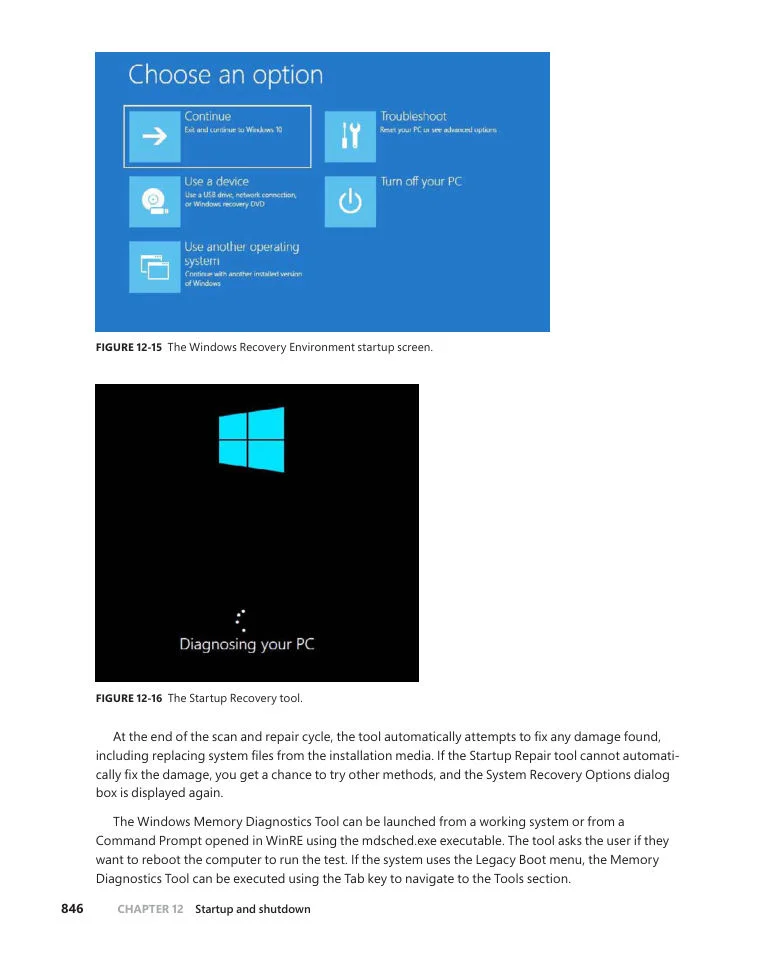 Choose an option
Continue
Exit and continue to Windows 10
Troubleshoot
Reset your PC or see advanced options
Use a device
Use a USB drive, network connection,
or Windows recovery DVD
Turn off your PC
Use another operating
system
Continue with another installed version
of Windows
FIGURE 12-15 The Windows Recovery Environment startup screen.
Diagnosing your PC
FIGURE 12-16 The Startup Recovery tool.
At the end of the scan and repair cycle, the tool automatically attempts to fix any damage found,
including replacing system files from the installation media. If the Startup Repair tool cannot automati-
cally fix the damage, you get a chance to try other methods, and the System Recovery Options dialog
box is displayed again.
The Windows Memory Diagnostics Tool can be launched from a working system or from a
Command Prompt opened in WinRE using the mdsched.exe executable. The tool asks the user if they
want to reboot the computer to run the test. If the system uses the Legacy Boot menu, the Memory
Diagnostics Tool can be executed using the Tab key to navigate to the Tools section.
846 CHAPTER 12 Startup and shutdown